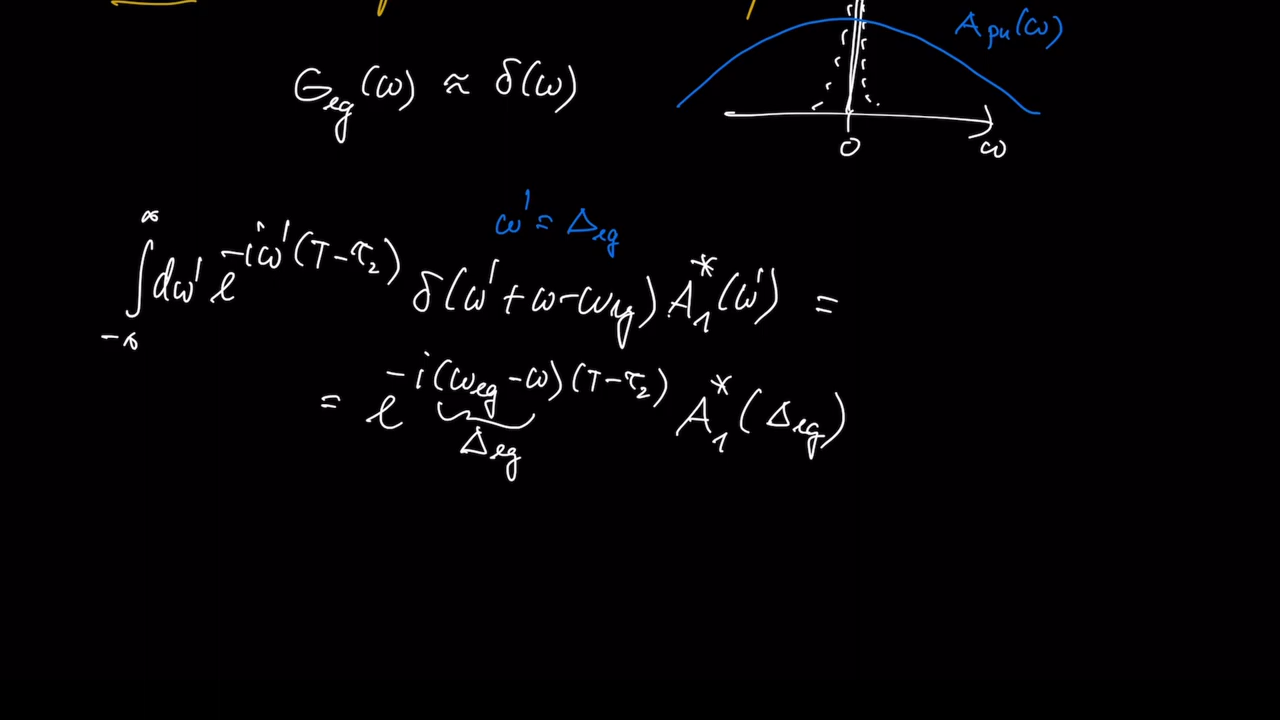 A_pu(ω)
G_eg(ω) ≈ δ(ω)
0 ω
ω' = Δ_eg
∫_{-∞}^{∞} dω' e^{-iω'(T-τ_2)} δ(ω'+ω-ω_eg) A_1^*(ω') =
= e^{-i(ω_eg-ω)(T-τ_2)} A_1^*(Δ_eg)
Δ_eg